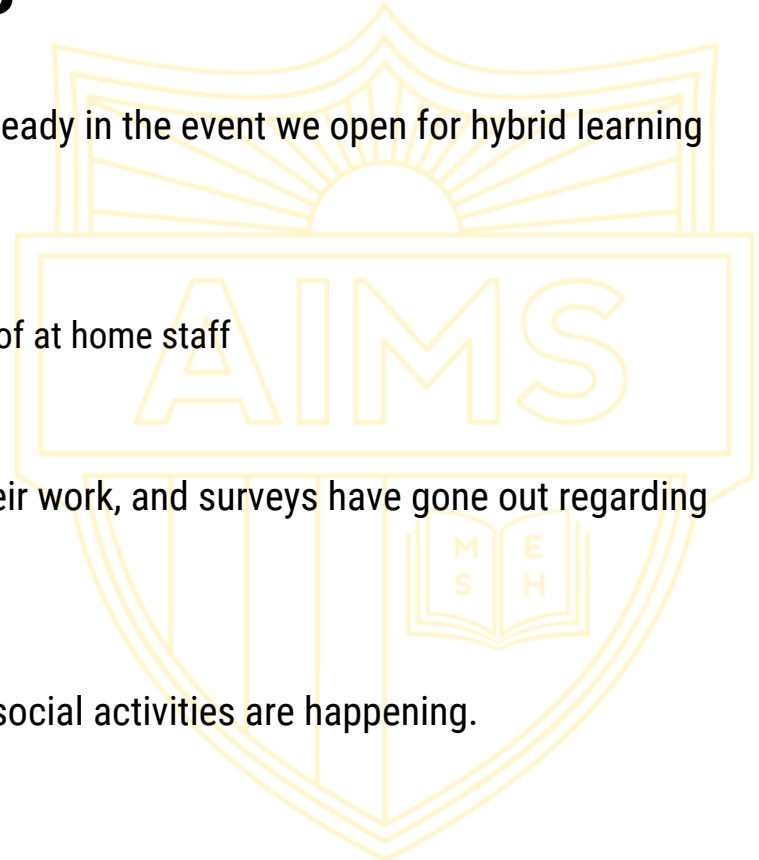 eady in the event we open for hybrid learning
of at home staff
AIMS
eir work, and surveys have gone out regarding
M E
S H
social activities are happening.